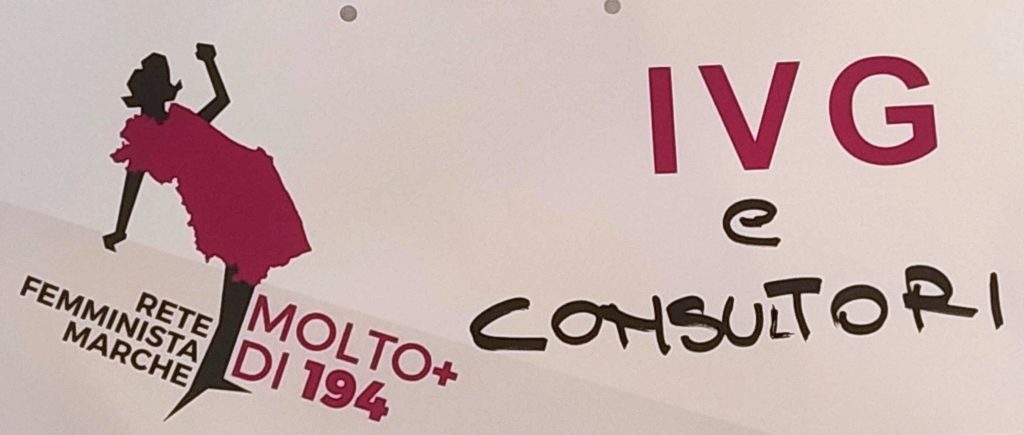 RETE
FEMMINISTA
MARCHE
MOLTO+
DI 194
IVG
e
CONSULTORI